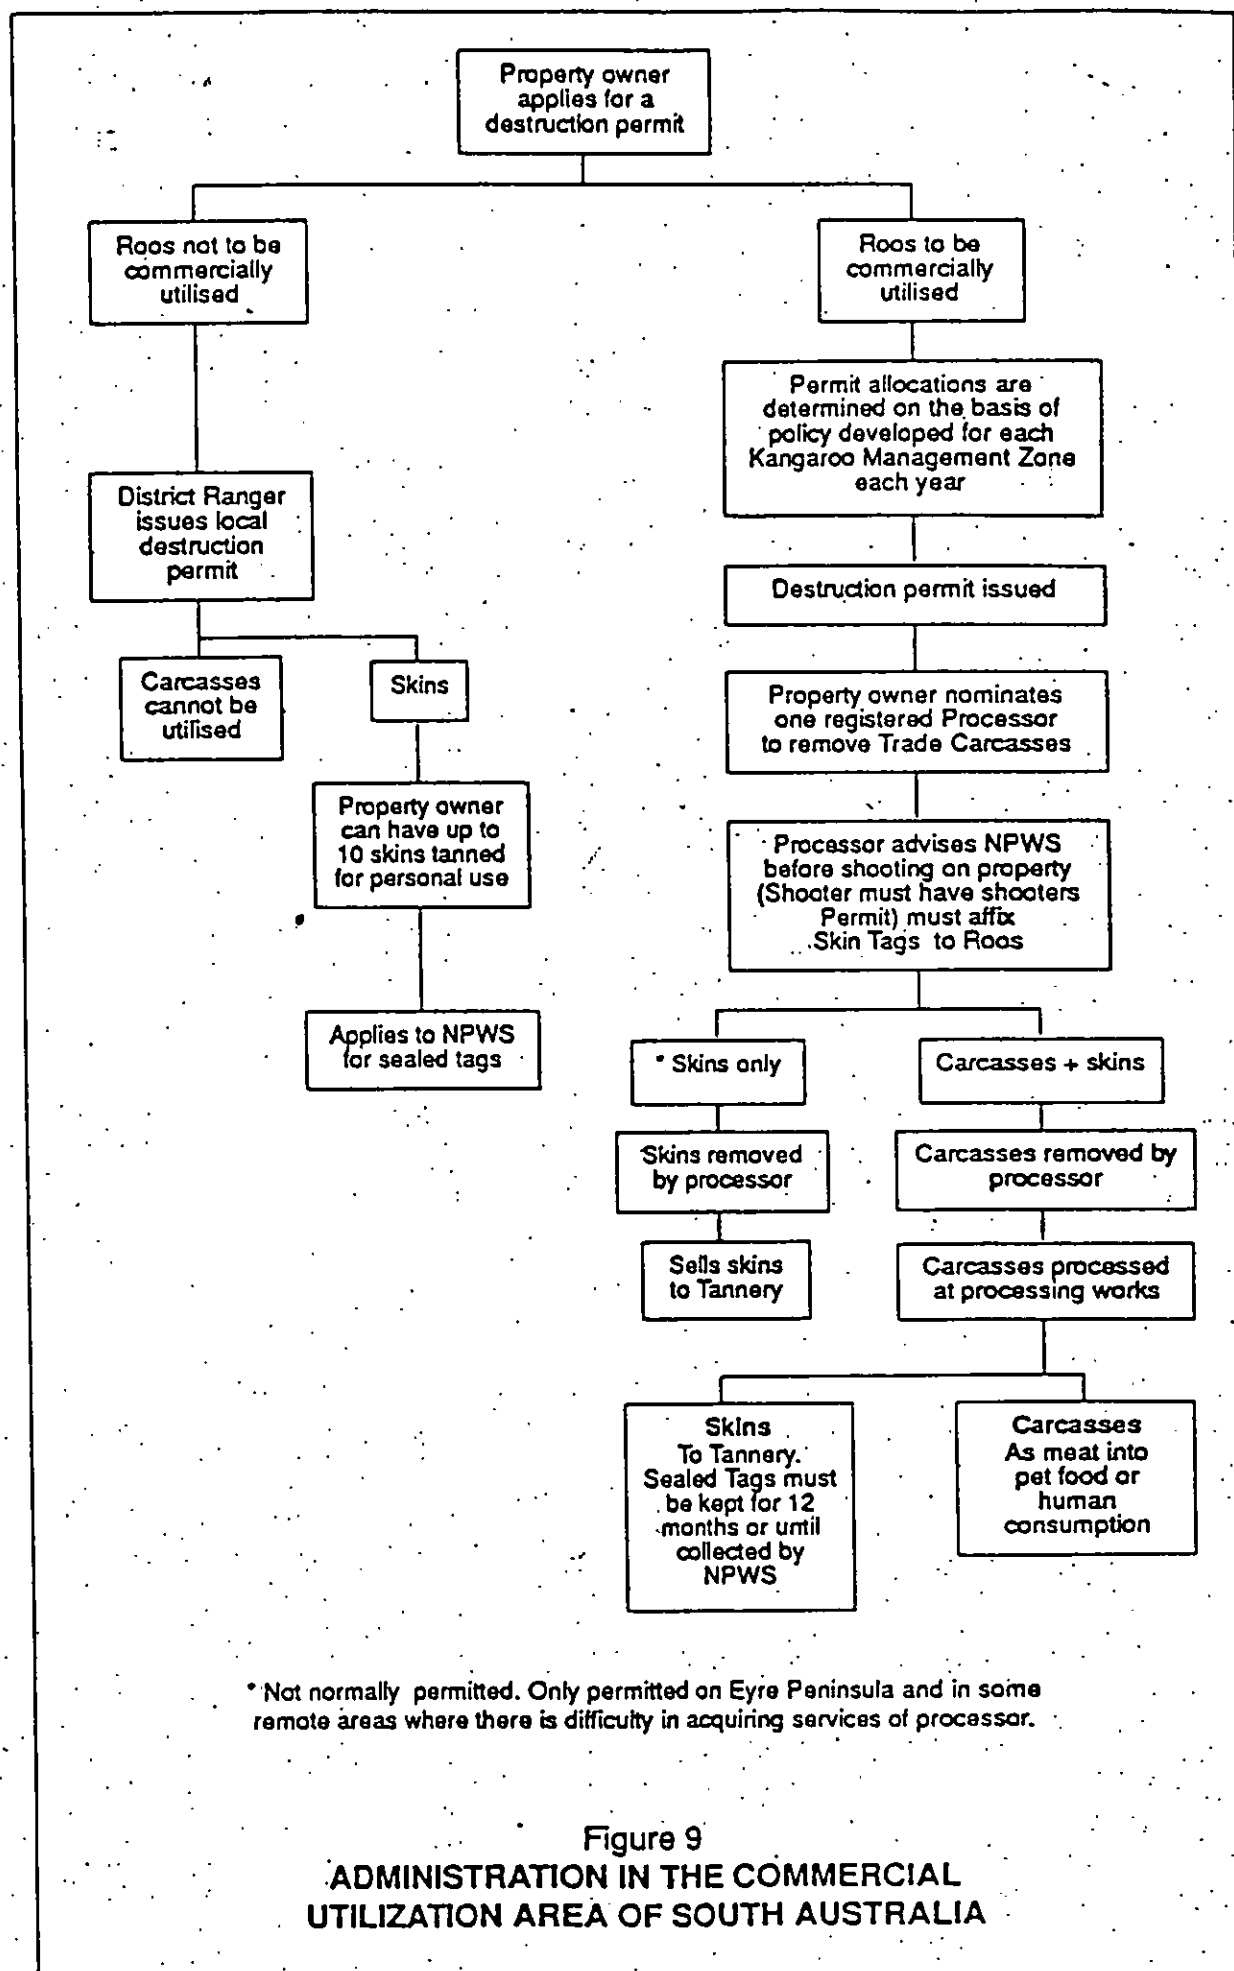 Property owner
applies for a
destruction permit
Roos not to be
commercially
utilised
Roos to be
commercially
utilised
Permit allocations are
determined on the basis of
policy developed for each
Kangaroo Management Zone
each year
District Ranger
issues local
destruction
permit
Destruction permit issued
Carcasses
cannot be
utilised
Skins
Property owner nominates
one registered Processor
to remove Trade Carcasses
Property owner
can have up to
10 skins tanned
for personal use
Processor advises NPWS
before shooting on property
(Shooter must have shooters
Permit) must affix
Skin Tags to Roos
Applies to NPWS
for sealed tags
* Skins only
Carcasses + skins
Skins removed
by processor
Carcasses removed by
processor
Sells skins
to Tannery
Carcasses processed
at processing works
Skins
To Tannery.
Sealed Tags must
be kept for 12
months or until
collected by
NPWS
Carcasses
As meat into
pet food or
human
consumption
* Not normally permitted. Only permitted on Eyre Peninsula and in some
remote areas where there is difficulty in acquiring services of processor.
Figure 9
ADMINISTRATION IN THE COMMERCIAL
UTILIZATION AREA OF SOUTH AUSTRALIA